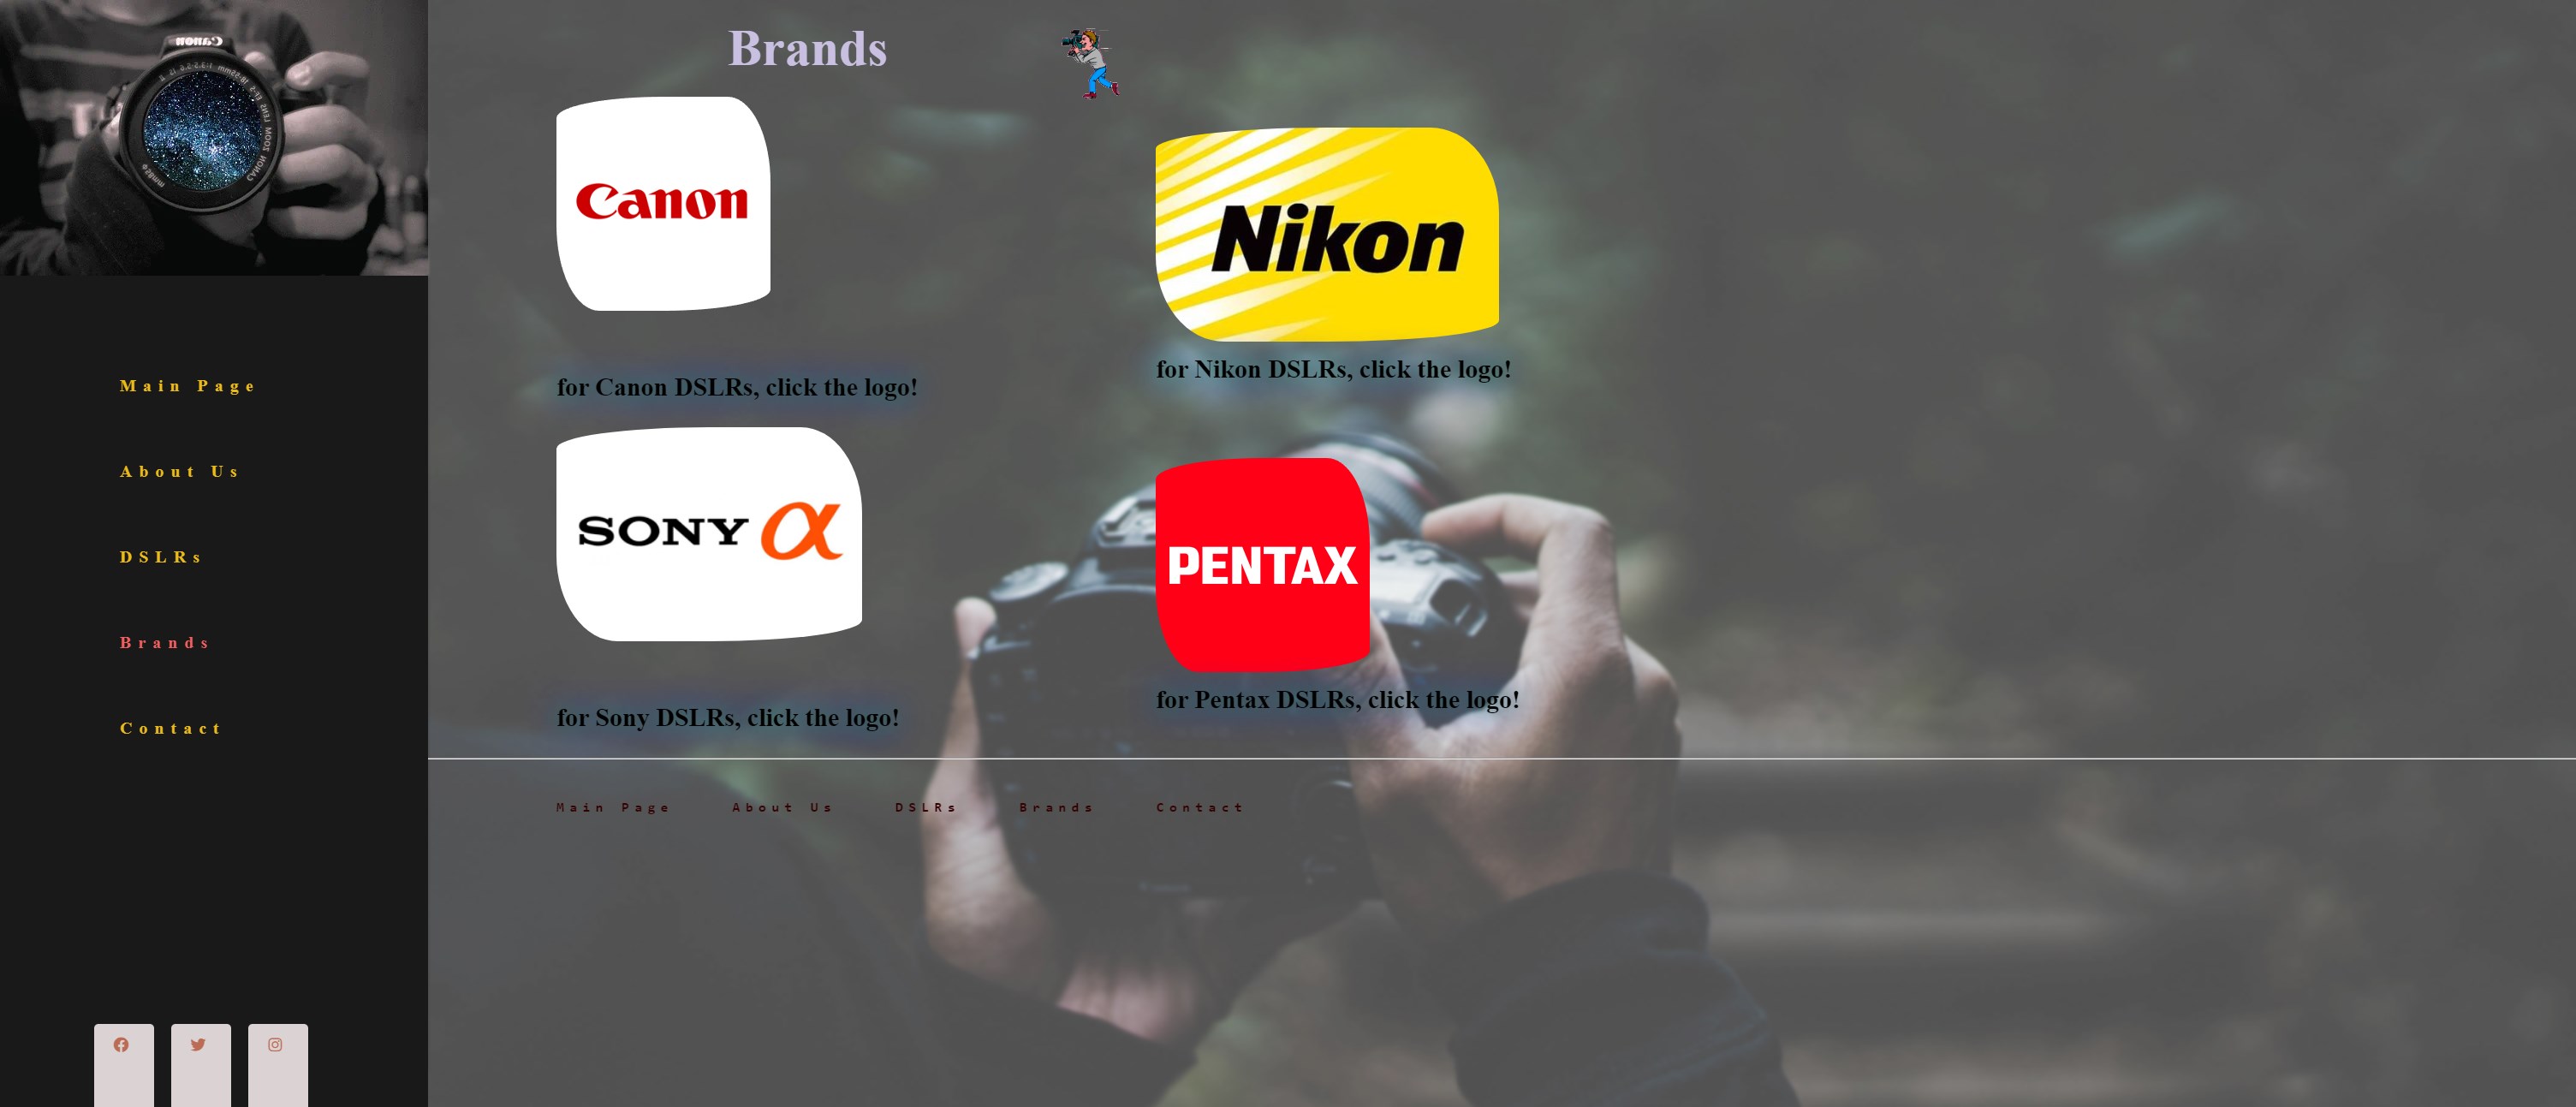 Canon
Brands
Canon
Nikon
for Canon DSLRs, click the logo!
for Nikon DSLRs, click the logo!
SONY α
PENTAX
for Sony DSLRs, click the logo!
for Pentax DSLRs, click the logo!
Main Page
About Us
DSLRs
Brands
Contact
Main Page About Us DSLRs Brands Contact